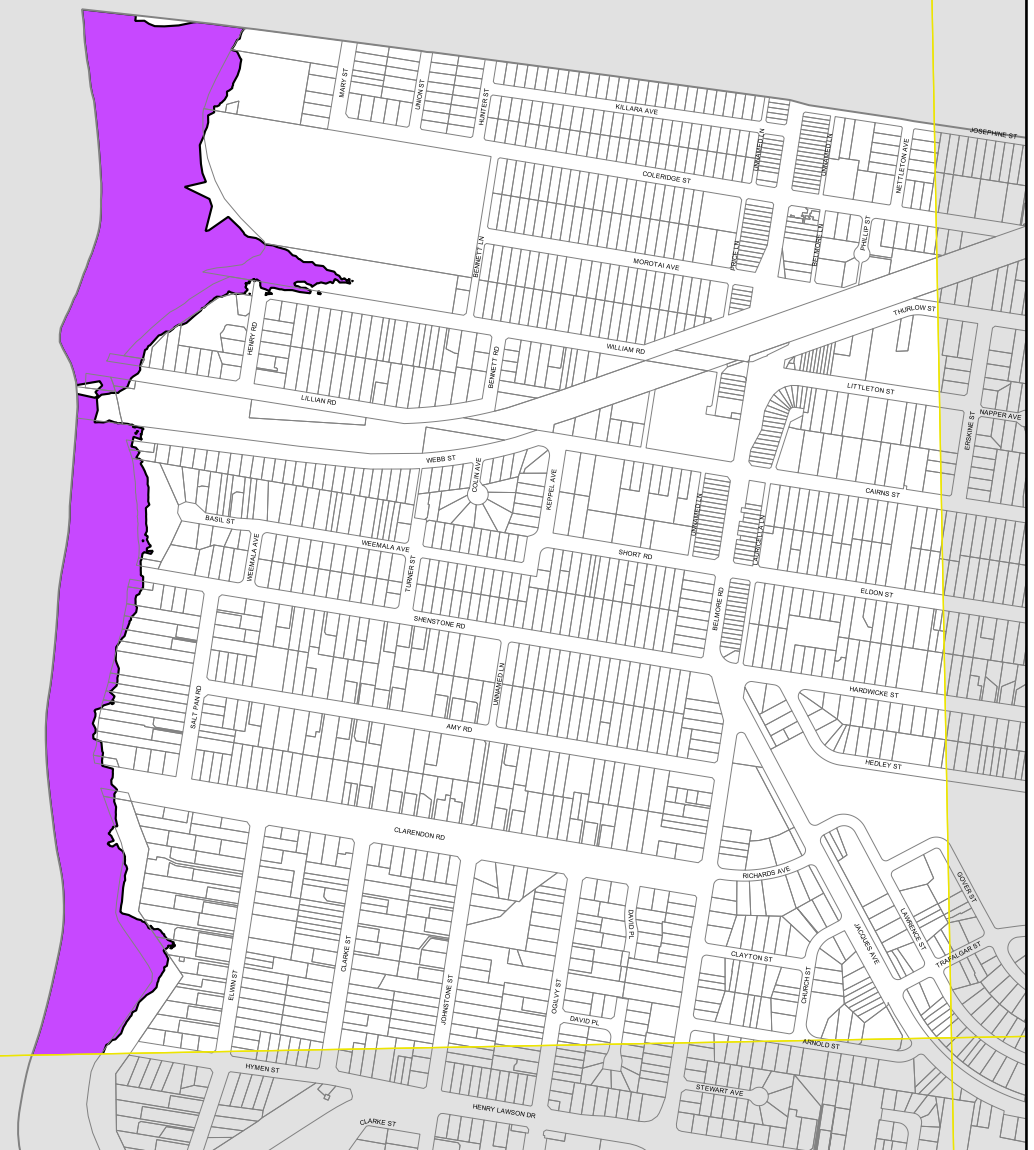 JOSEPHINE ST
MARY ST
UNION ST
HUNTER ST
KILLARA AVE
UNNAMED LN
UNNAMED LN
NETTLETON AVE
COLERIDGE ST
PRICE LN
BELMORE LN
PHILLIP ST
BENNETT LN
MOROTAI AVE
THURLOW ST
HENRY RD
BENNETT RD
WILLIAM RD
LITTLETON ST
LILLIAN RD
NAPPER AVE
ERSKINE ST
WEBB ST
COLIN AVE
KEPPEL AVE
CAIRNS ST
UNNAMED LN
LAURICELLA LN
BASIL ST
WEEMALA AVE
WEEMALA AVE
TURNER ST
SHORT RD
BELMORE RD
ELDON ST
SHENSTONE RD
UNNAMED LN
HARDWICKE ST
SALT PAN RD
AMY RD
HEDLEY ST
CLARENDON RD
RICHARDS AVE
GOVER ST
DAVID PL
LAWRENCE ST
JACQUES AVE
CLARKE ST
CLAYTON ST
TRAFALGAR ST
ELWIN ST
JOHNSTONE ST
OGILVY ST
CHURCH ST
DAVID PL
ARNOLD ST
HYMEN ST
STEWART AVE
HENRY LAWSON DR
CLARKE ST